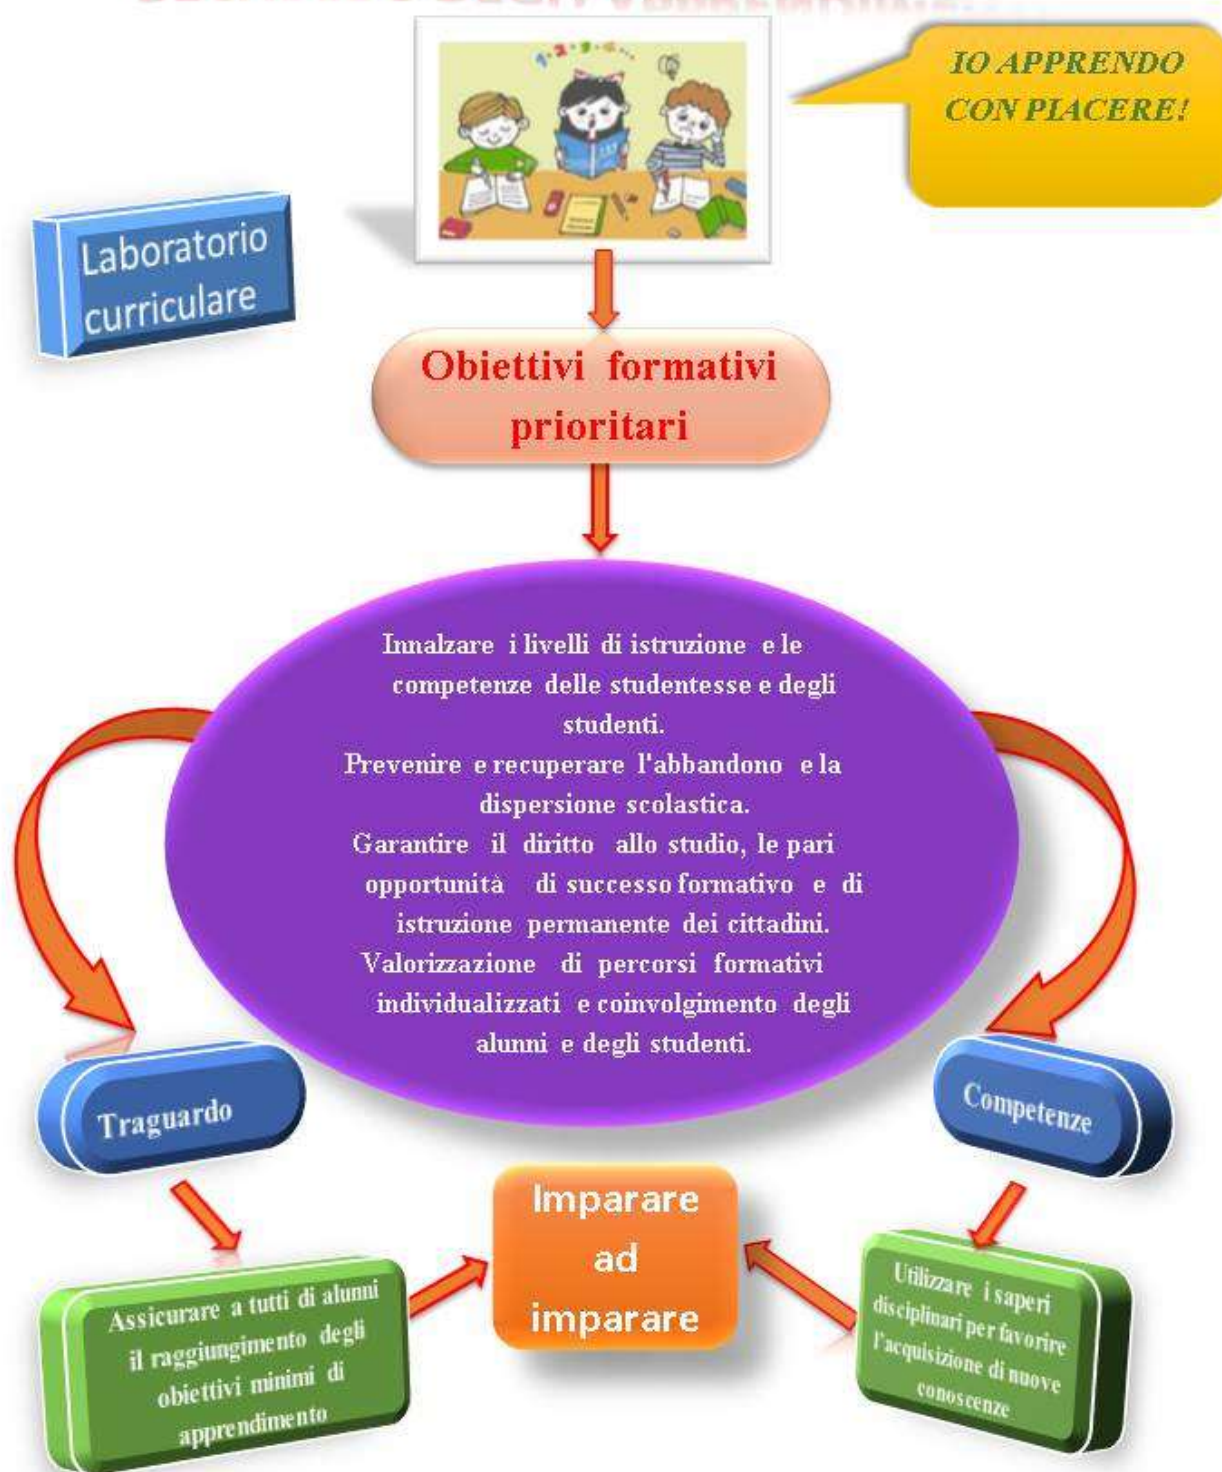 IO APPRENDO
CON PIACERE!
1 2 3 4 ...
Laboratorio
curriculare
Obiettivi formativi
prioritari
Innalzare i livelli di istruzione e le
competenze delle studentesse e degli
studenti.
Prevenire e recuperare l'abbandono e la
dispersione scolastica.
Garantire il diritto allo studio, le pari
opportunità di successo formativo e di
istruzione permanente dei cittadini.
Valorizzazione di percorsi formativi
individualizzati e coinvolgimento degli
alunni e degli studenti.
Traguardo
Competenze
Assicurare a tutti di alunni
il raggiungimento degli
obiettivi minimi di
apprendimento
Imparare
ad
imparare
Utilizzare i saperi
disciplinari per favorire
l'acquisizione di nuove
conoscenze